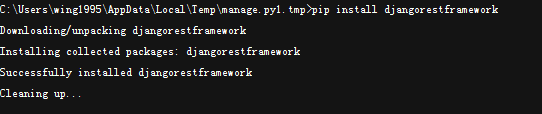 C:\Users\wing1995\AppData\Local\Temp\manage.py1.tmp>pip install djangorestframework
Downloading/unpacking djangorestframework
Installing collected packages: djangorestframework
Successfully installed djangorestframework
Cleaning up...